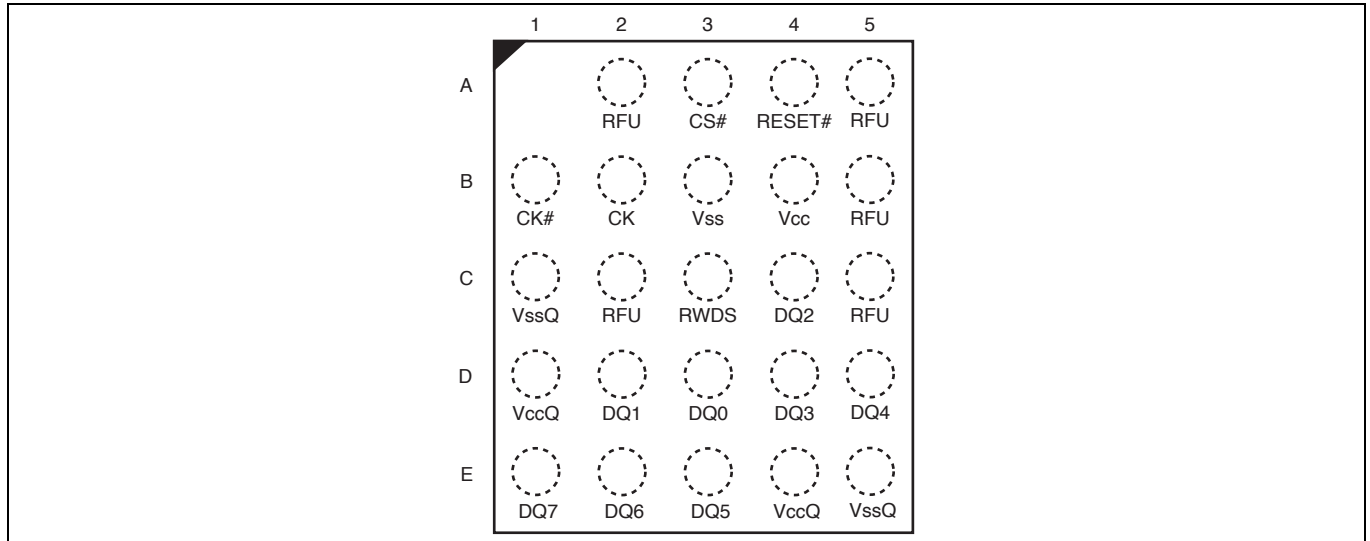 1 2 3 4 5
A
RFU CS# RESET# RFU
B
CK# CK Vss Vcc RFU
C
VssQ RFU RWDS DQ2 RFU
D
VccQ DQ1 DQ0 DQ3 DQ4
E
DQ7 DQ6 DQ5 VccQ VssQ